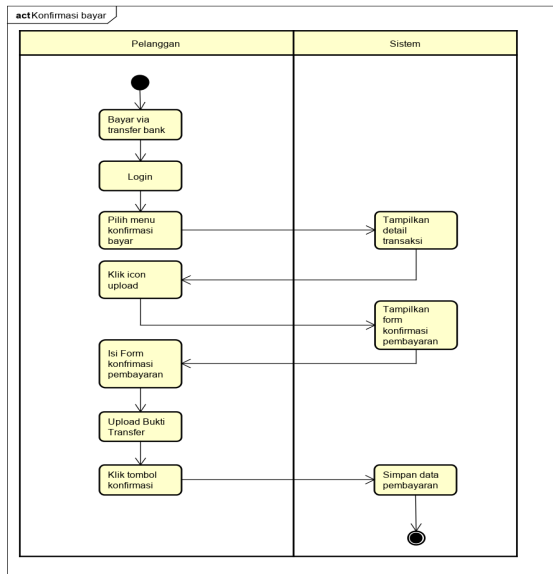 act Konfirmasi bayar
Pelanggan
Sistem
Bayar via
transfer bank
Login
Pilih menu
konfirmasi
bayar
Tampilkan
detail
transaksi
Klik icon
upload
Tampilkan
form
konfirmasi
pembayaran
Isi Form
konfrimasi
pembayaran
Upload Bukti
Transfer
Klik tombol
konfirmasi
Simpan data
pembayaran